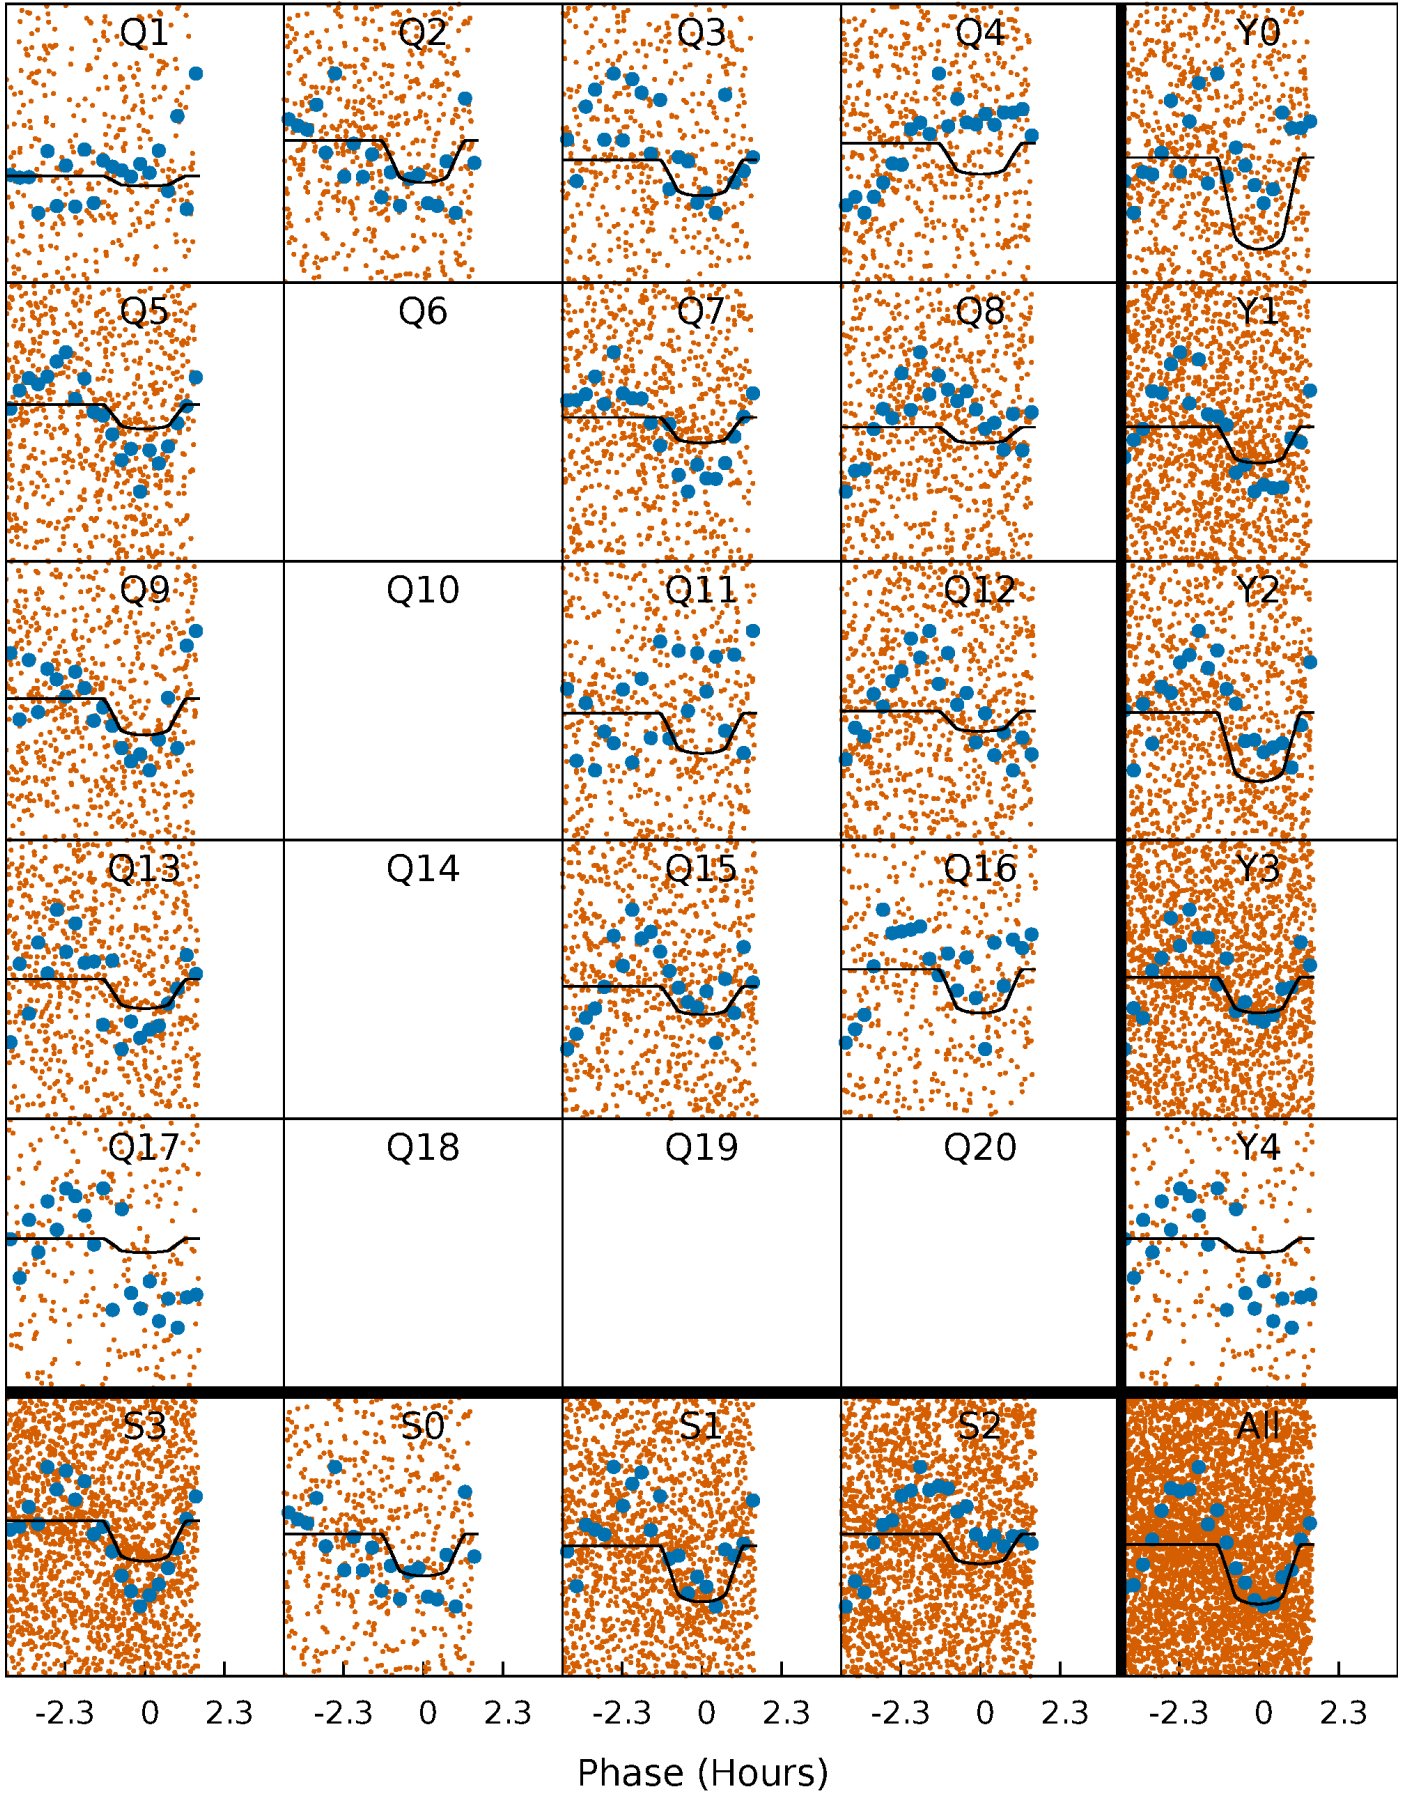 Q1 Q2 Q3 Q4 Y0
Q5 Q6 Q7 Q8 Y1
Q9 Q10 Q11 Q12 Y2
Q13 Q14 Q15 Q16 Y3
Q17 Q18 Q19 Q20 Y4
S3 S0 S1 S2 All
-2.3 0 2.3 -2.3 0 2.3 -2.3 0 2.3 -2.3 0 2.3 -2.3 0 2.3
Phase (Hours)